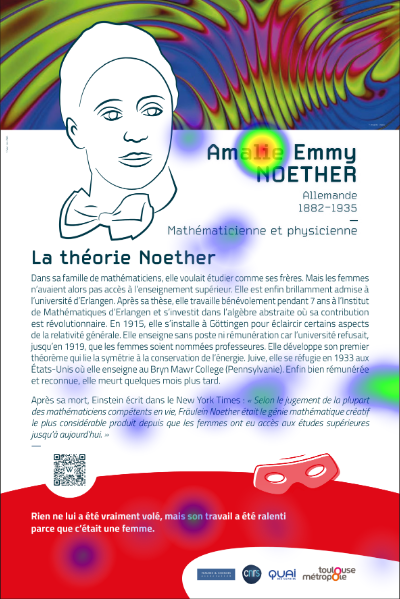 Amalie Emmy
NOETHER
Allemande
1882-1935
Mathématicienne et physicienne
La théorie Noether
Dans sa famille de mathématiciens, elle voulait étudier comme ses frères. Mais les femmes
n'avaient alors pas accès à l'enseignement supérieur. Elle est enfin brillamment admise à
l'université d'Erlangen. Après sa thèse, elle travaille bénévolement pendant 7 ans à l'Institut
de Mathématiques d'Erlangen et s'investit dans l'algèbre abstraite où sa contribution
est révolutionnaire. En 1915, elle s'installe à Göttingen pour éclaircir certains aspects
de la relativité générale. Elle enseigne sans poste ni rémunération car l'université refusait,
jusqu'en 1919, que les femmes soient nommées professeures. Elle développe son premier
théorème qui lie la symétrie à la conservation de l'énergie. Juive, elle se réfugie en 1933 aux
États-Unis où elle enseigne au Bryn Mawr College (Pennsylvanie). Enfin bien rémunérée
et reconnue, elle meurt quelques mois plus tard.
Après sa mort, Einstein écrit dans le New York Times : « Selon le jugement de la plupart
des mathématiciens compétents en vie, Fräulein Noether était le génie mathématique créatif
le plus considérable produit depuis que les femmes ont eu accès aux études supérieures
jusqu'à aujourd'hui. »
Rien ne lui a été vraiment volé, mais son travail a été ralenti
parce que c'était une femme.
cnrs
QUAI
toulouse
métropole